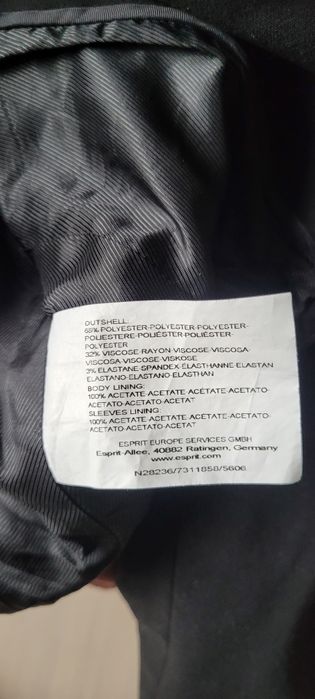 OUTSHELL:
65% POLYESTER-POLYESTER-POLYESTER-
POLIESTERE-POLIÉSTER-POLIÉSTER-
POLYESTER
32% VISCOSE RAYON-VISCOSE-VISCOSA-
VISCOSA-VISCOSE-VISKOSE
3% ELASTANE SPANDEX-ÉLASTHANNE-ELASTAN
ELASTANO-ELASTANO-ELASTHAN
BODY LINING:
100% ACETATE ACETATE-ACÉTATE-ACETATO-
ACETATO-ACETATO-ACETAT
SLEEVES LINING:
100% ACETATE ACETATE-ACÉTATE-ACETATO-
ACETATO-ACETATO-ACETAT
ESPRIT EUROPE SERVICES GMBH
Esprit-Allee, 40882 Ratingen, Germany
www.esprit.com
N28236/7311858/5606